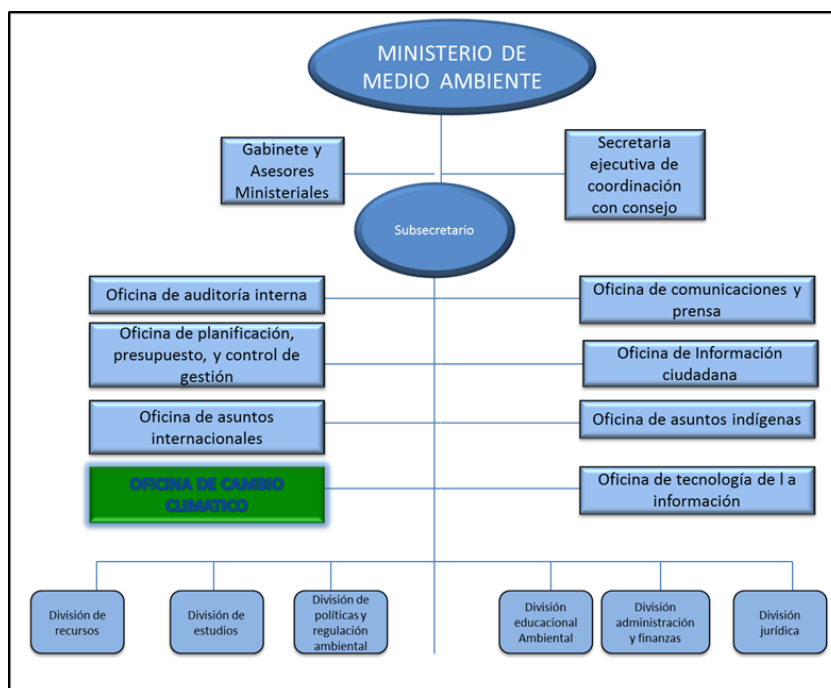 MINISTERIO DE
MEDIO AMBIENTE
Gabinete y
Asesores
Ministeriales
Secretaria
ejecutiva de
coordinación
con consejo
Subsecretario
Oficina de auditoría interna
Oficina de comunicaciones y
prensa
Oficina de planificación,
presupuesto, y control de
gestión
Oficina de Información
ciudadana
Oficina de asuntos
internacionales
Oficina de asuntos indígenas
OFICINA DE CAMBIO
CLIMATICO
Oficina de tecnología de l a
información
División de
recursos
División de
estudios
División de
políticas y
regulación
ambiental
División
educacional
Ambiental
División
administración
y finanzas
División
jurídica